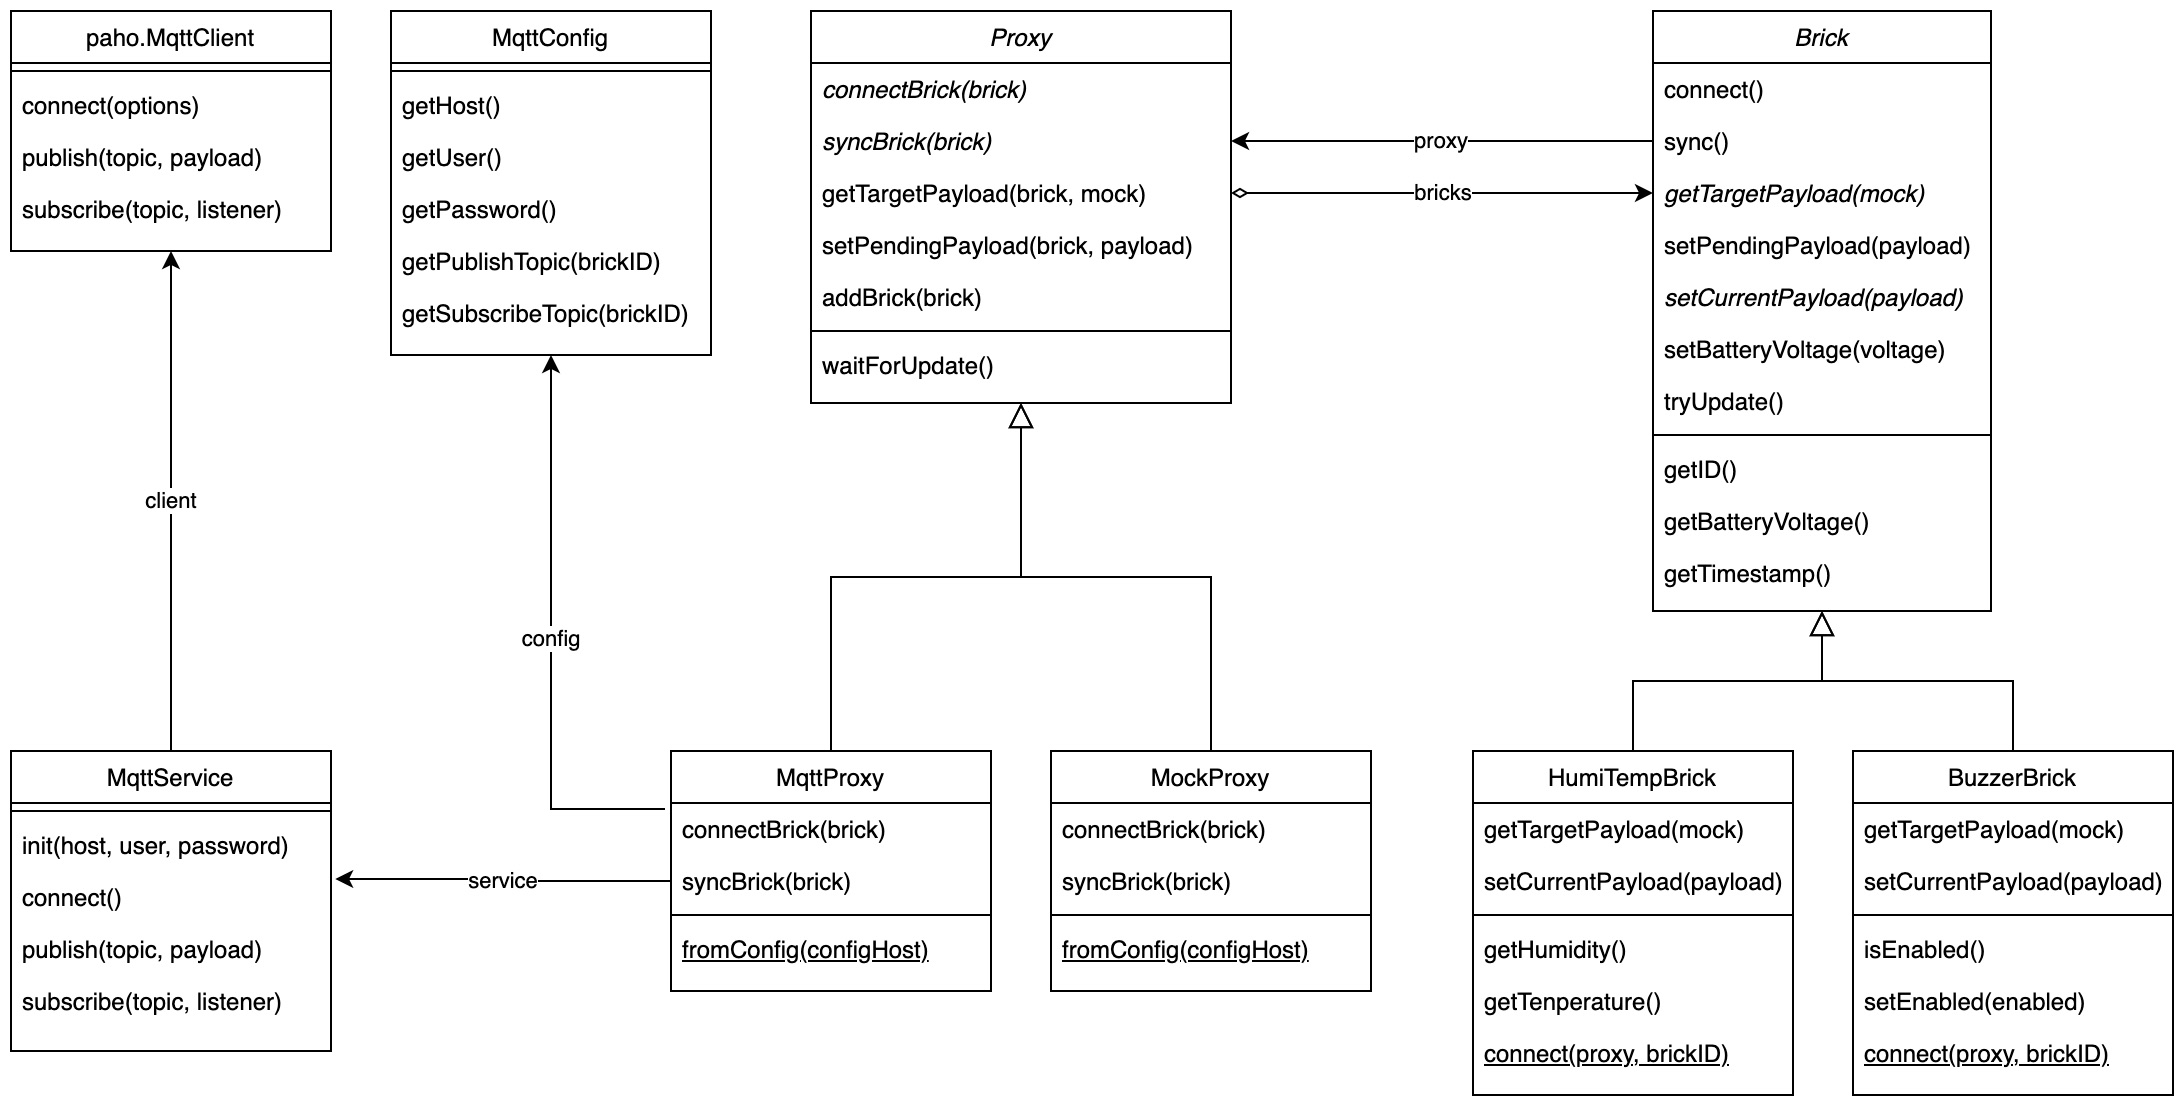 paho.MqttClient
connect(options)
publish(topic, payload)
subscribe(topic, listener)
MqttConfig
getHost()
getUser()
getPassword()
getPublishTopic(brickID)
getSubscribeTopic(brickID)
Proxy
connectBrick(brick)
syncBrick(brick)
getTargetPayload(brick, mock)
setPendingPayload(brick, payload)
addBrick(brick)
waitForUpdate()
proxy
bricks
Brick
connect()
sync()
getTargetPayload(mock)
setPendingPayload(payload)
setCurrentPayload(payload)
setBatteryVoltage(voltage)
tryUpdate()
getID()
getBatteryVoltage()
getTimestamp()
client
config
service
MqttService
init(host, user, password)
connect()
publish(topic, payload)
subscribe(topic, listener)
MqttProxy
connectBrick(brick)
syncBrick(brick)
fromConfig(configHost)
MockProxy
connectBrick(brick)
syncBrick(brick)
fromConfig(configHost)
HumiTempBrick
getTargetPayload(mock)
setCurrentPayload(payload)
getHumidity()
getTenperature()
connect(proxy, brickID)
BuzzerBrick
getTargetPayload(mock)
setCurrentPayload(payload)
isEnabled()
setEnabled(enabled)
connect(proxy, brickID)